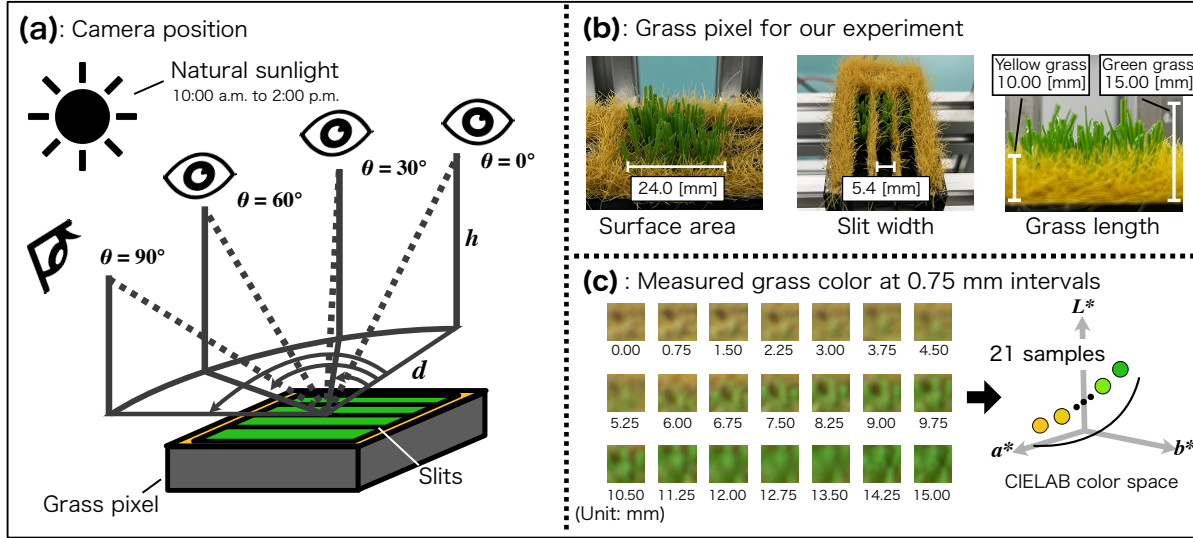 (a): Camera position
Natural sunlight
10:00 a.m. to 2:00 p.m.
θ = 0°
θ = 30°
θ = 60°
θ = 90°
h
d
Slits
Grass pixel
(b): Grass pixel for our experiment
24.0 [mm]
Surface area
5.4 [mm]
Slit width
Yellow grass
10.00 [mm]
Green grass
15.00 [mm]
Grass length
(c): Measured grass color at 0.75 mm intervals
0.00 0.75 1.50 2.25 3.00 3.75 4.50
5.25 6.00 6.75 7.50 8.25 9.00 9.75
10.50 11.25 12.00 12.75 13.50 14.25 15.00
(Unit: mm)
21 samples
L*
a*
b*
CIELAB color space